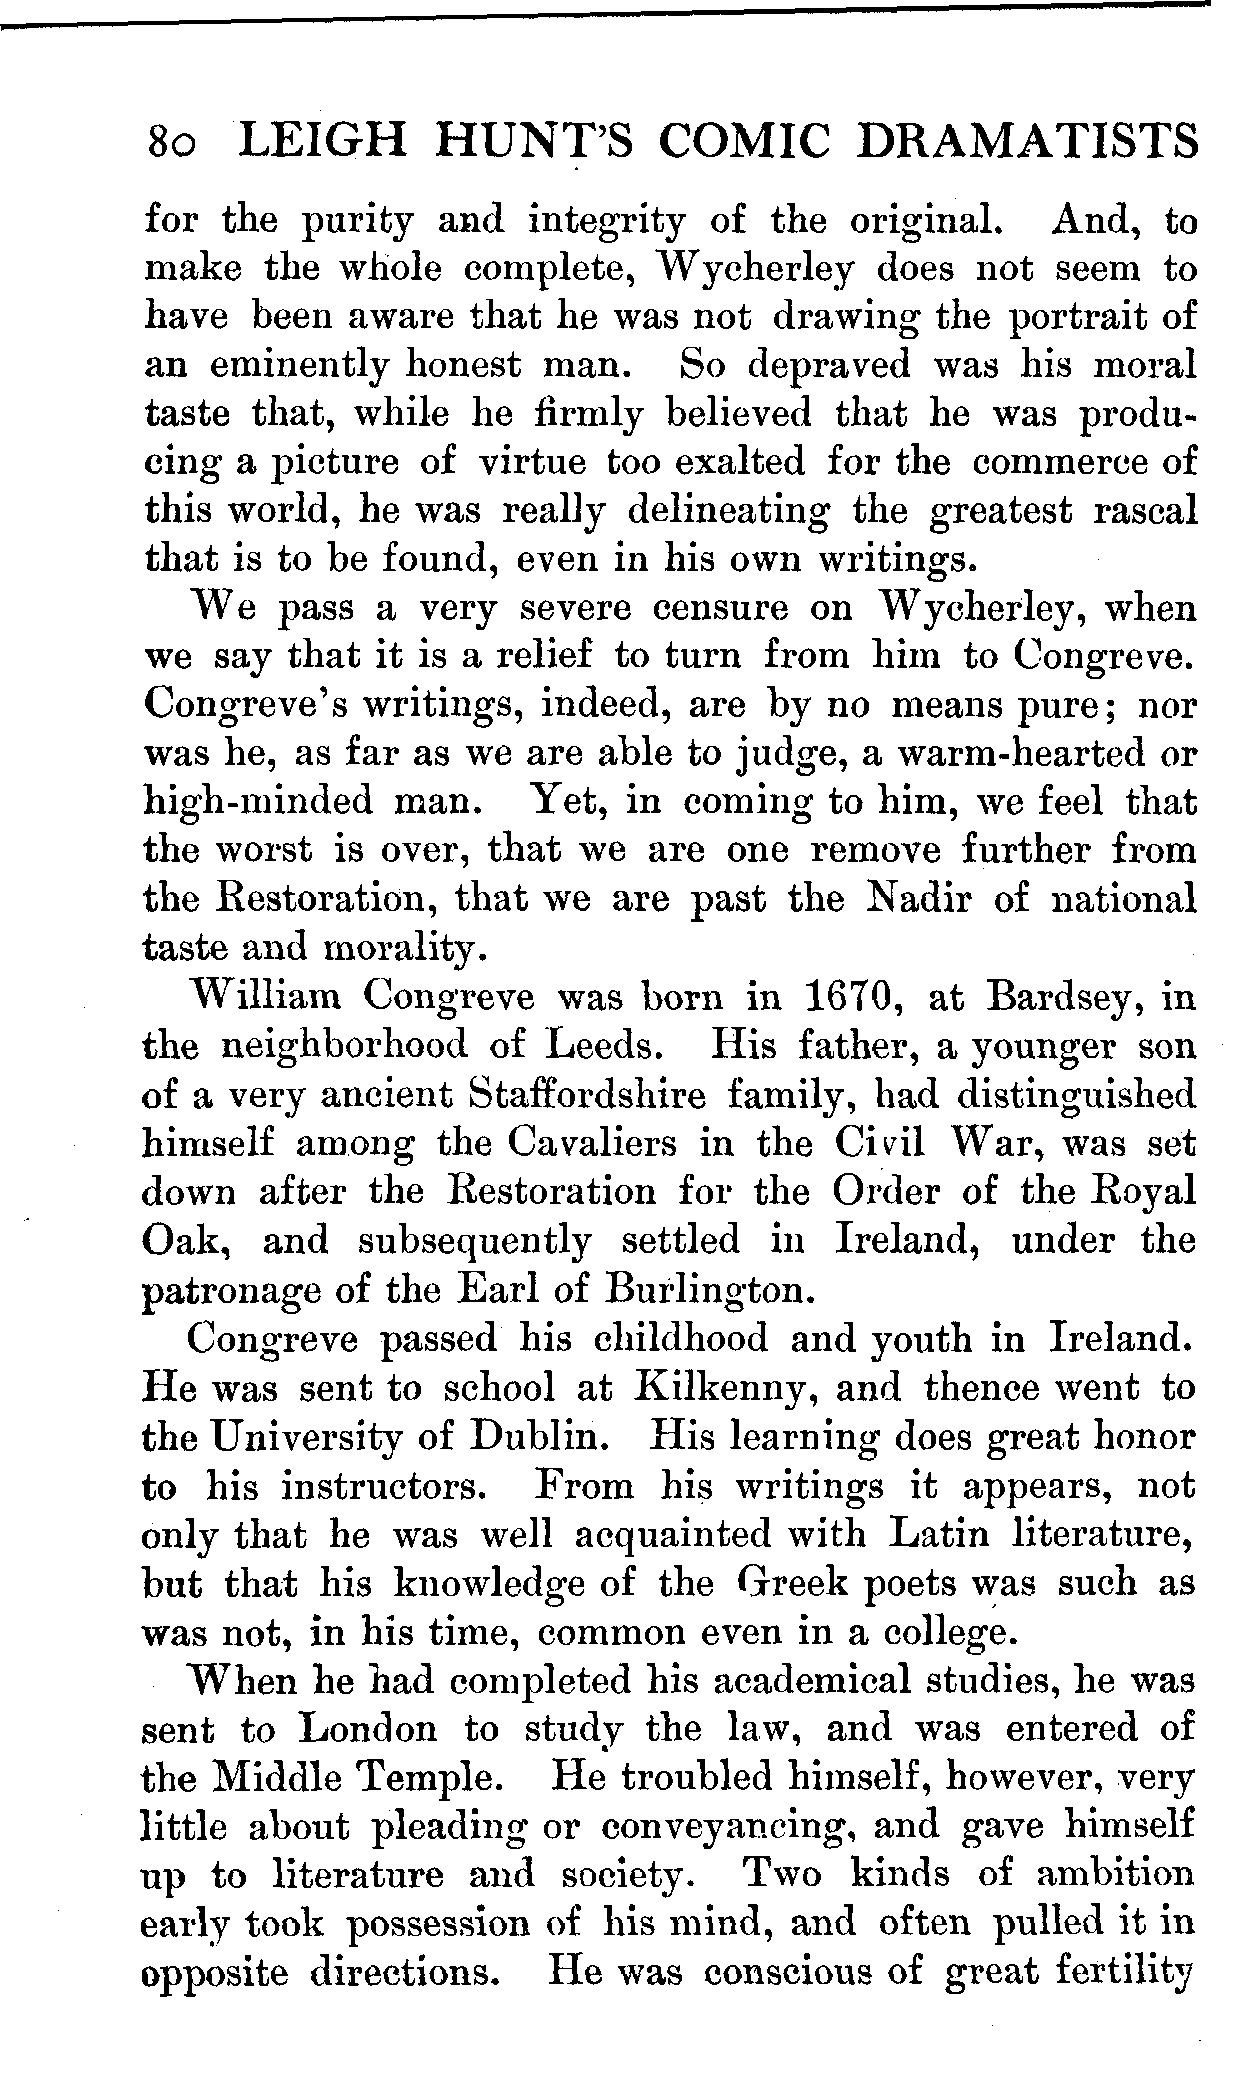 80 LEIGH HUNT'S COMIC DRAMATISTS
for the purity and integrity of the original. And, to
make the whole complete, Wycherley does not seem to
have been aware that he was not drawing the portrait of
an eminently honest man. So depraved was his moral
taste that, while he firmly believed that he was produ-
cing a picture of virtue too exalted for the commerce of
this world, he was really delineating the greatest rascal
that is to be found, even in his own writings.
We pass a very severe censure on Wycherley, when
we say that it is a relief to turn from him to Congreve.
Congreve's writings, indeed, are by no means pure; nor
was he, as far as we are able to judge, a warm-hearted or
high-minded man. Yet, in coming to him, we feel that
the worst is over, that we are one remove further from
the Restoration, that we are past the Nadir of national
taste and morality.
William Congreve was born in 1670, at Bardsey, in
the neighborhood of Leeds. His father, a younger son
of a very ancient Staffordshire family, had distinguished
himself among the Cavaliers in the Civil War, was set
down after the Restoration for the Order of the Royal
Oak, and subsequently settled in Ireland, under the
patronage of the Earl of Burlington.
Congreve passed his childhood and youth in Ireland.
He was sent to school at Kilkenny, and thence went to
the University of Dublin. His learning does great honor
to his instructors. From his writings it appears, not
only that he was well acquainted with Latin literature,
but that his knowledge of the Greek poets was such as
was not, in his time, common even in a college.
When he had completed his academical studies, he was
sent to London to study the law, and was entered of
the Middle Temple. He troubled himself, however, very
little about pleading or conveyancing, and gave himself
up to literature and society. Two kinds of ambition
early took possession of his mind, and often pulled it in
opposite directions. He was conscious of great fertility